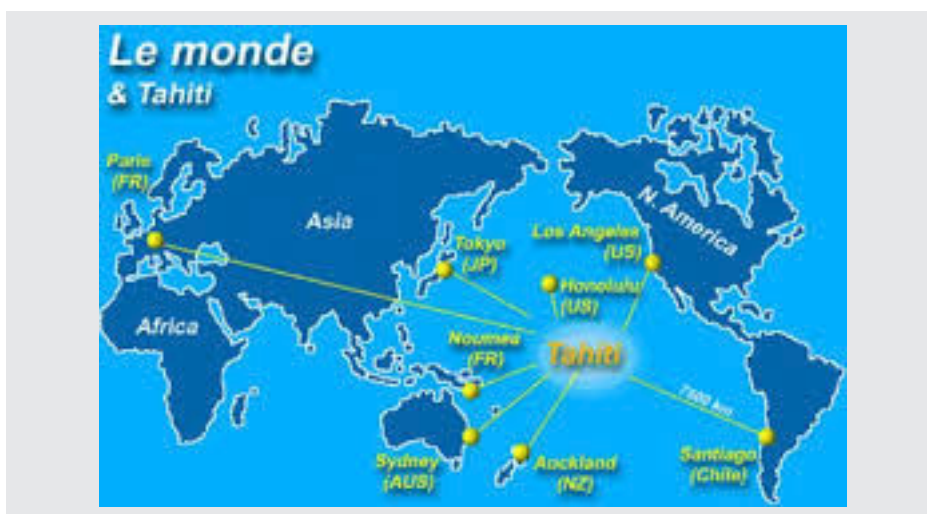 Le monde
& Tahiti
Paris
(FR)
Asia
N. America
Tokyo
(JP)
Los Angeles
(US)
Honolulu
(US)
Africa
Noumea
(FR)
Tahiti
7500 km
Sydney
(AUS)
Auckland
(NZ)
Santiago
(Chile)